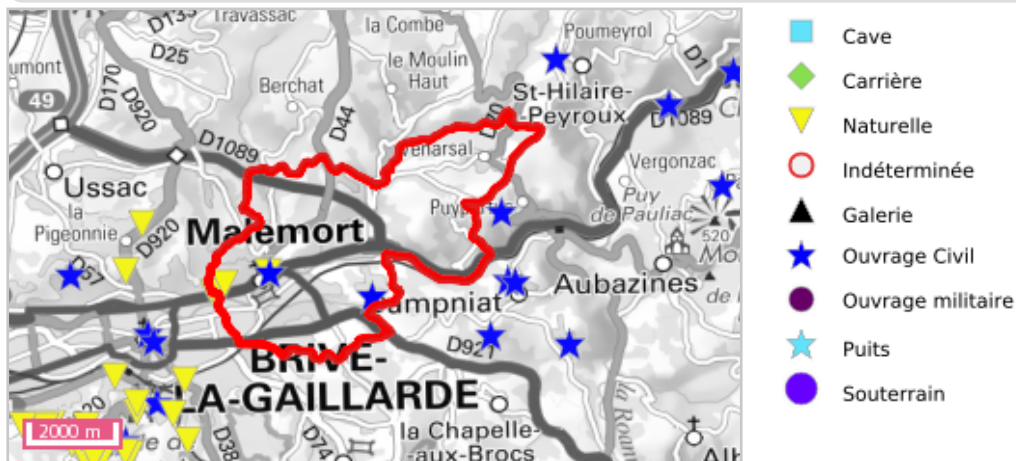 D133
Travassac
la Combe
Poumeyrol
D25
le Moulin
Haut
D1
umont
D170
D920
Berchat
D44
St-Hilaire-
-Peyroux
49
D1089
D1089
Vergonzac
Ussac
Puy
de Pauliac
la
Pigeonnie
D920
Malemort
520
D57
Aubazines
BRIVE-
-LA-GAILLARDE
D921
la Chapelle-
-aux-Brocs
D38
D74
2000 m
Cave
Carrière
Naturelle
Indéterminée
Galerie
Ouvrage Civil
Ouvrage militaire
Puits
Souterrain